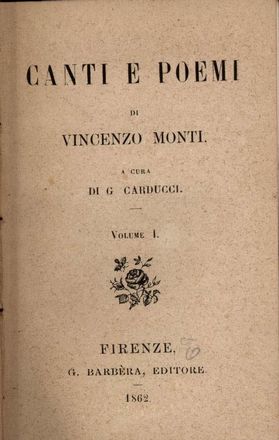 CANTI E POEMI
DI
VINCENZO MONTI.
A CURA
DI G CARDUCCI.
VOLUME I.
FIRENZE,
G. BARBÈRA, EDITORE.
1862.